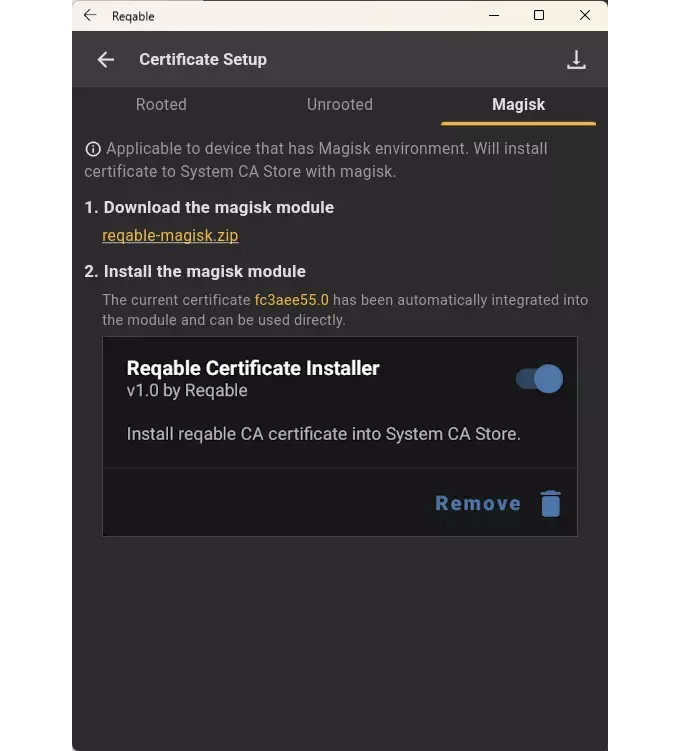 Reqable
Certificate Setup
Rooted Unrooted Magisk
Applicable to device that has Magisk environment. Will install
certificate to System CA Store with magisk.
1. Download the magisk module
reqable-magisk.zip
2. Install the magisk module
The current certificate fc3aee55.0 has been automatically integrated into
the module and can be used directly.
Reqable Certificate Installer
v1.0 by Reqable
Install reqable CA certificate into System CA Store.
Remove